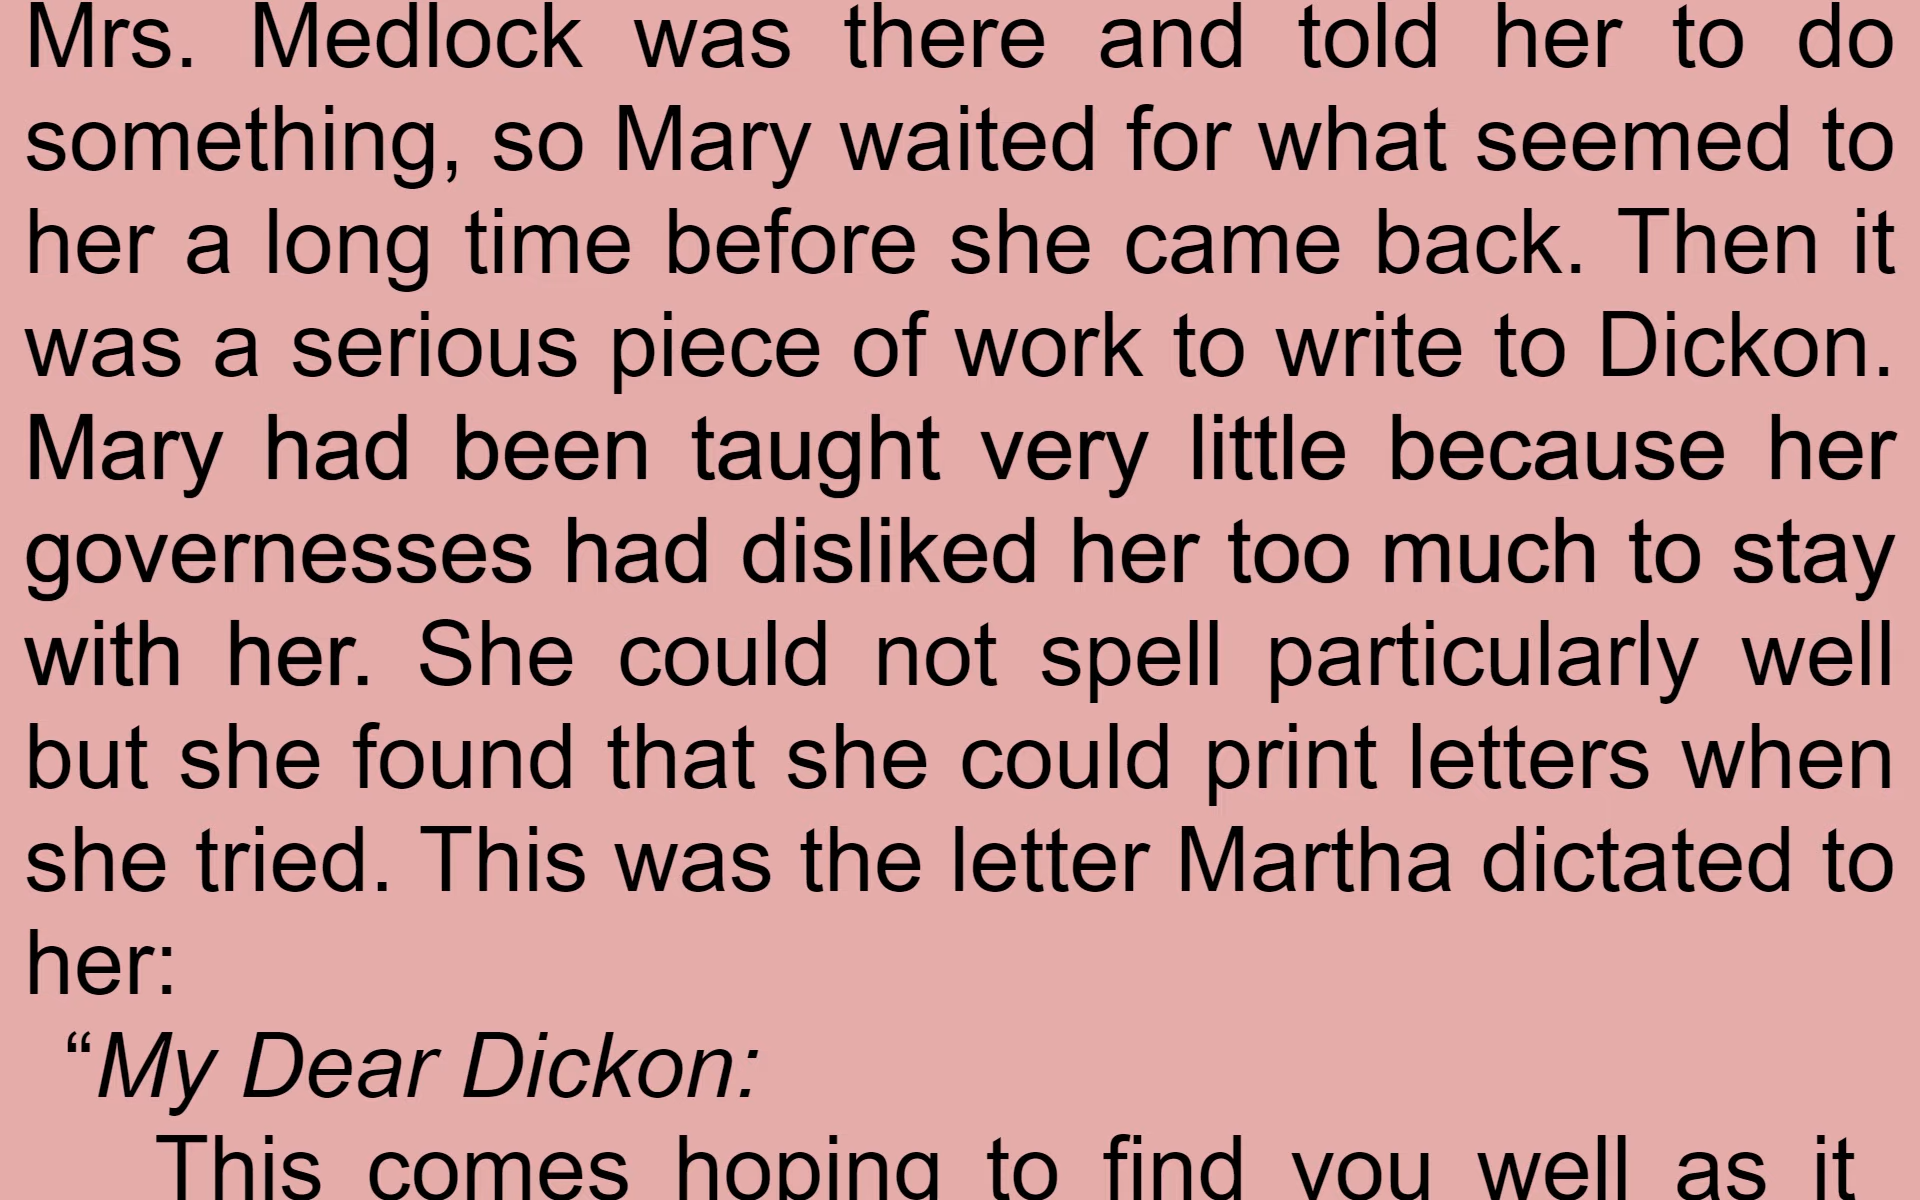 Mrs. Medlock was there and told her to do
something, so Mary waited for what seemed to
her a long time before she came back. Then it
was a serious piece of work to write to Dickon.
Mary had been taught very little because her
governesses had disliked her too much to stay
with her. She could not spell particularly well
but she found that she could print letters when
she tried. This was the letter Martha dictated to
her:
“My Dear Dickon:
This comes hoping to find you well as it